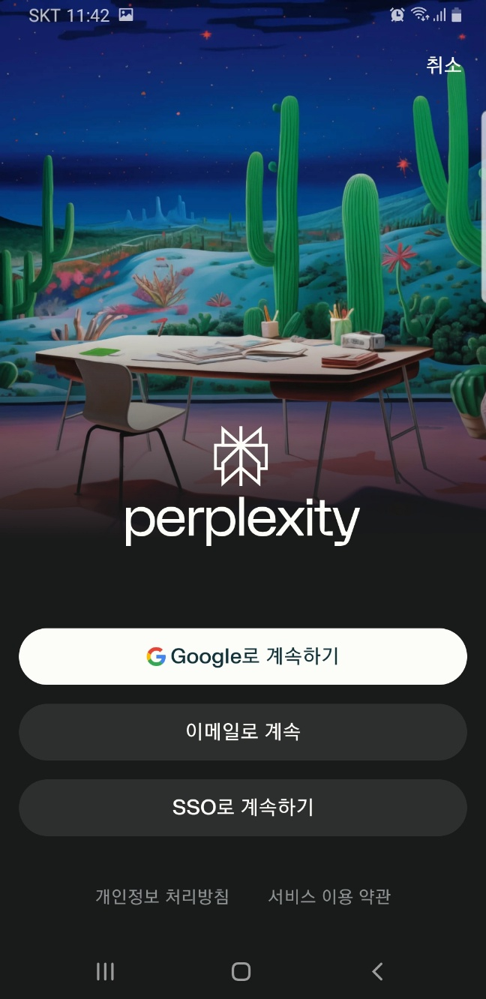 SKT 11:42
취소
perplexity
Google로 계속하기
이메일로 계속
SSO로 계속하기
개인정보 처리방침 서비스 이용 약관